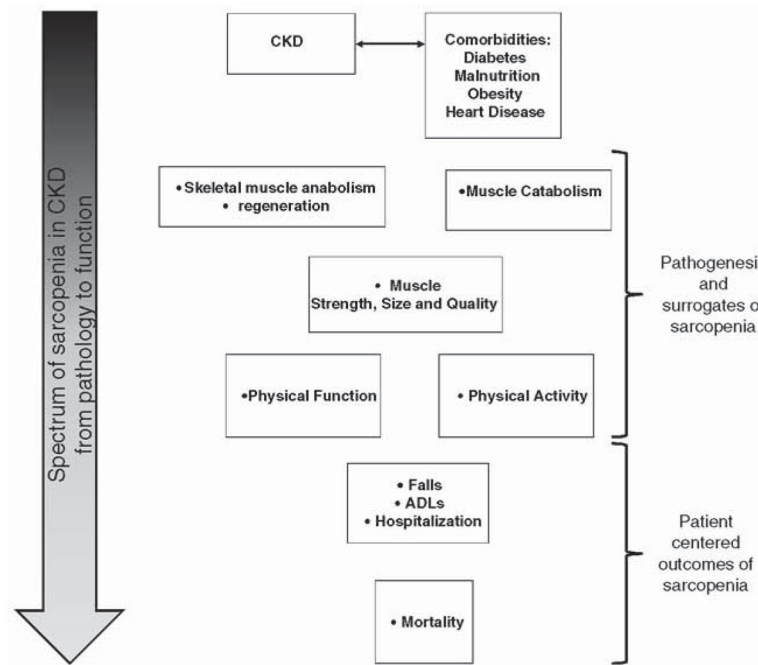 CKD
Comorbidities:
Diabetes
Malnutrition
Obesity
Heart Disease
•Skeletal muscle anabolism
• regeneration
•Muscle Catabolism
• Muscle
Strength, Size and Quality
•Physical Function
• Physical Activity
Pathogenesi
and
surrogates o
sarcopenia
• Falls
• ADLs
• Hospitalization
• Mortality
Patient
centered
outcomes of
sarcopenia
Spectrum of sarcopenia in CKD
from pathology to function